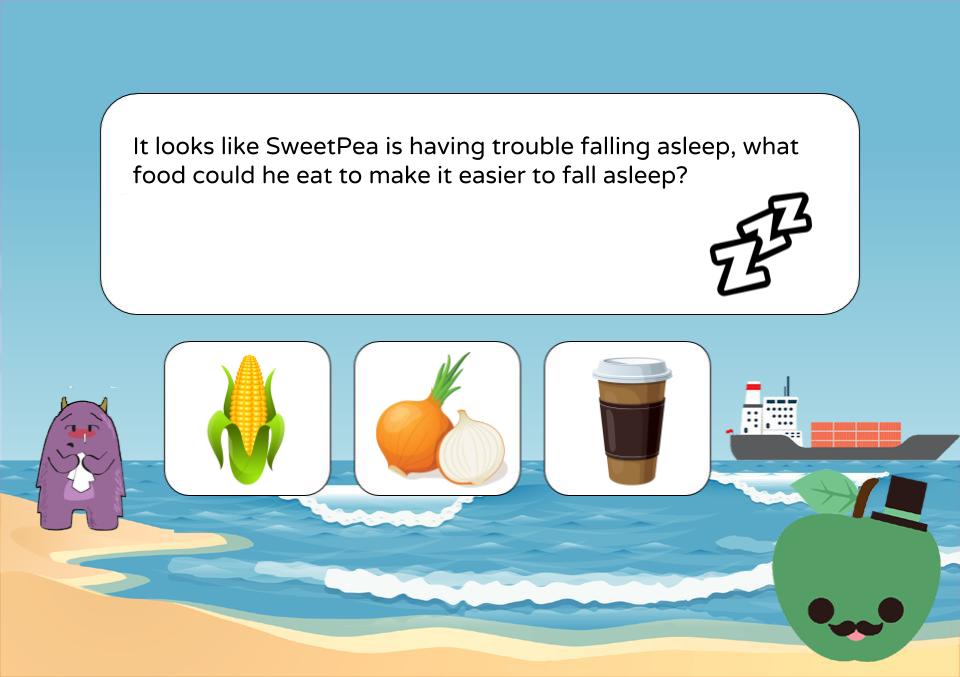 It looks like SweetPea is having trouble falling asleep, what
food could he eat to make it easier to fall asleep?
zzz